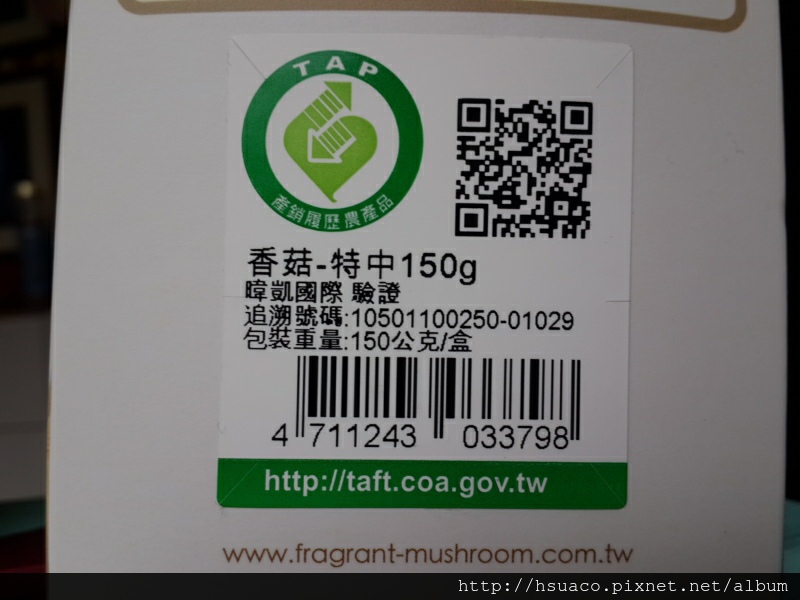 TAP
產銷履歷農產品
香菇-特中150g
暐凱國際 驗證
追溯號碼:10501100250-01029
包裝重量:150公克/盒
4 711243 033798
http://taft.coa.gov.tw
www.fragrant-mushroom.com.tw
http://hsuaco.pixnet.net/album